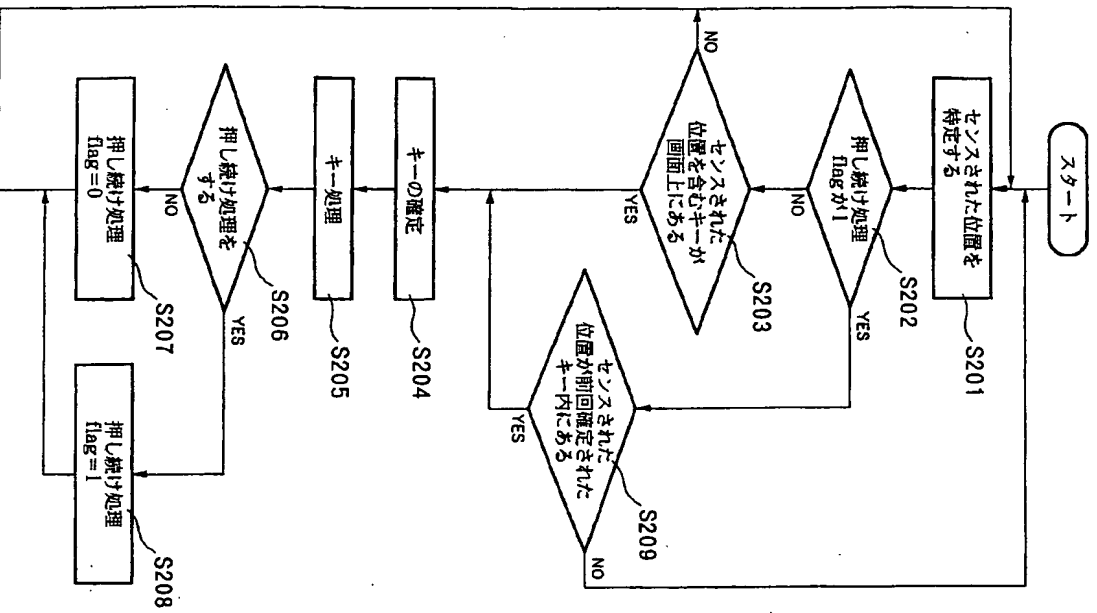 スタート
センスされた位置を
特定する
S201
押し続け処理
flagが1
S202
NO
YES
センスされた
位置を含むキーが
画面上にある
S203
NO
YES
センスされた
位置が前回確定された
キー内にある
S209
NO
YES
キーの確定
S204
キー処理
S205
押し続け処理を
する
S206
NO
YES
押し続け処理
flag=0
S207
押し続け処理
flag=1
S208